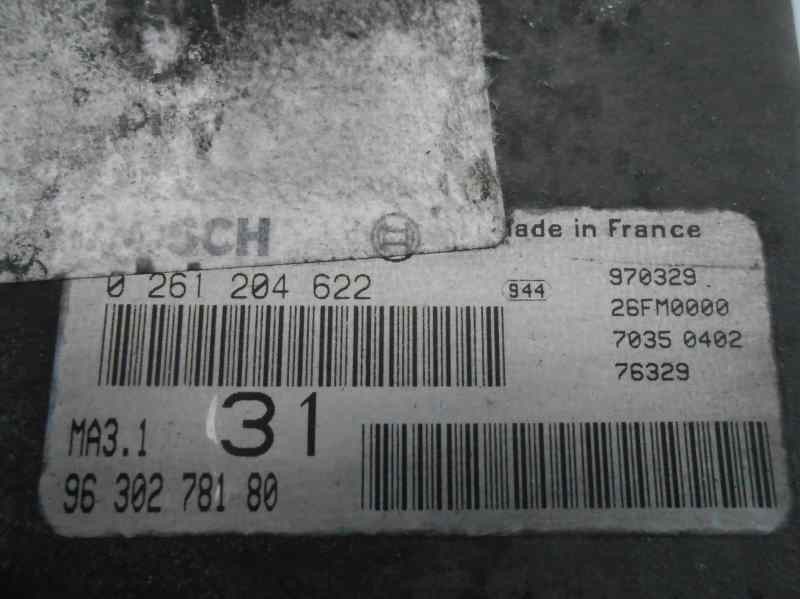 BOSCH
Made in France
0 261 204 622
944
970329
26FM0000
7035 0402
76329
MA3.1
31
96 302 781 80